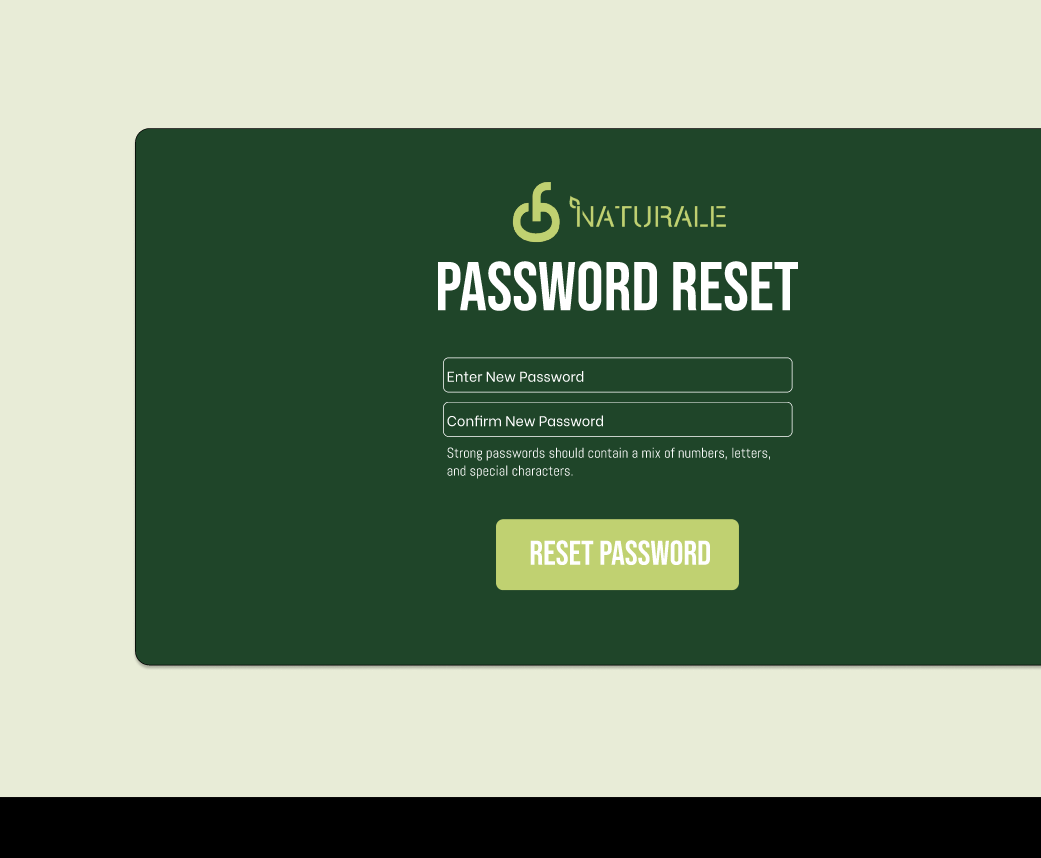 NATURALE
PASSWORD RESET
Enter New Password
Confirm New Password
Strong passwords should contain a mix of numbers, letters,
and special characters.
RESET PASSWORD